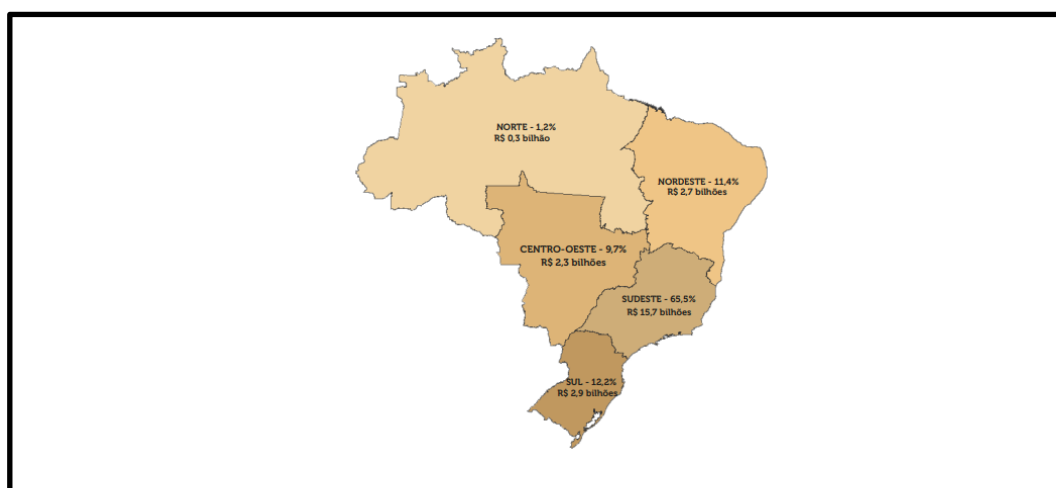 NORTE - 1,2%
R$ 0,3 bilhão
NORDESTE - 11,4%
R$ 2,7 bilhões
CENTRO-OESTE - 9,7%
R$ 2,3 bilhões
SUDESTE - 65,5%
R$ 15,7 bilhões
SUL - 12,2%
R$ 2,9 bilhões